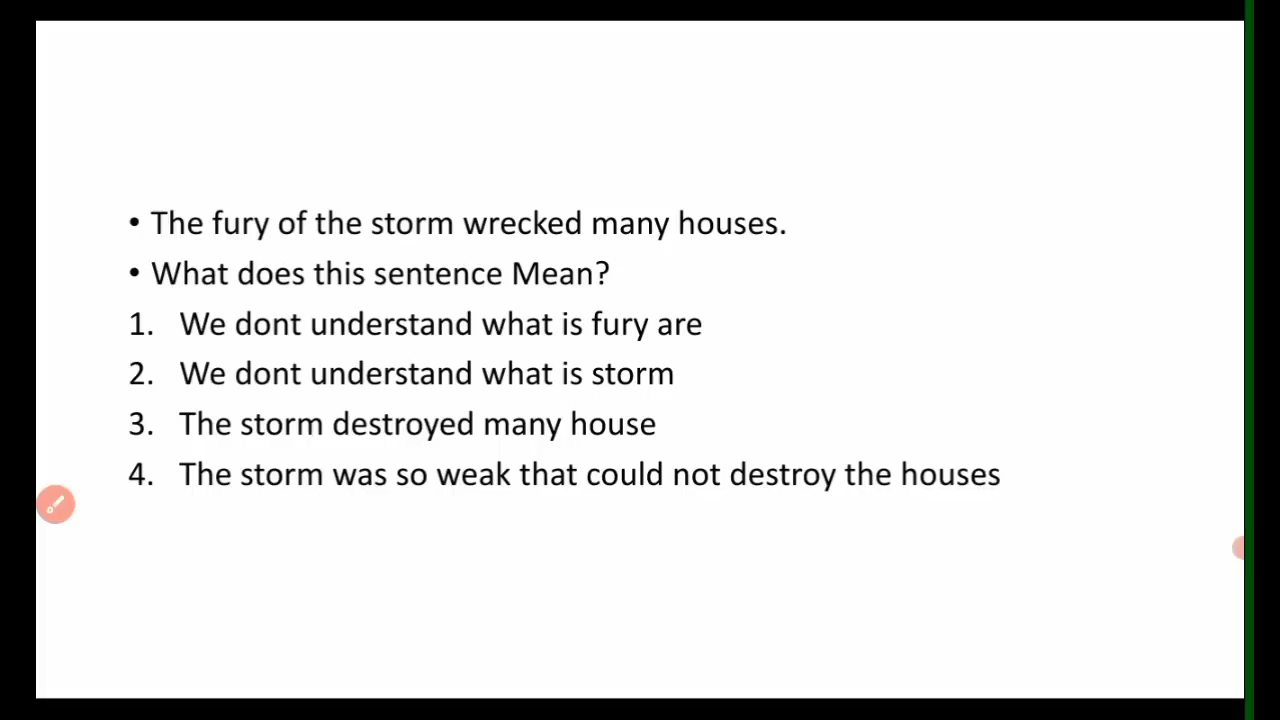 • The fury of the storm wrecked many houses.
• What does this sentence Mean?
1. We dont understand what is fury are
2. We dont understand what is storm
3. The storm destroyed many house
4. The storm was so weak that could not destroy the houses